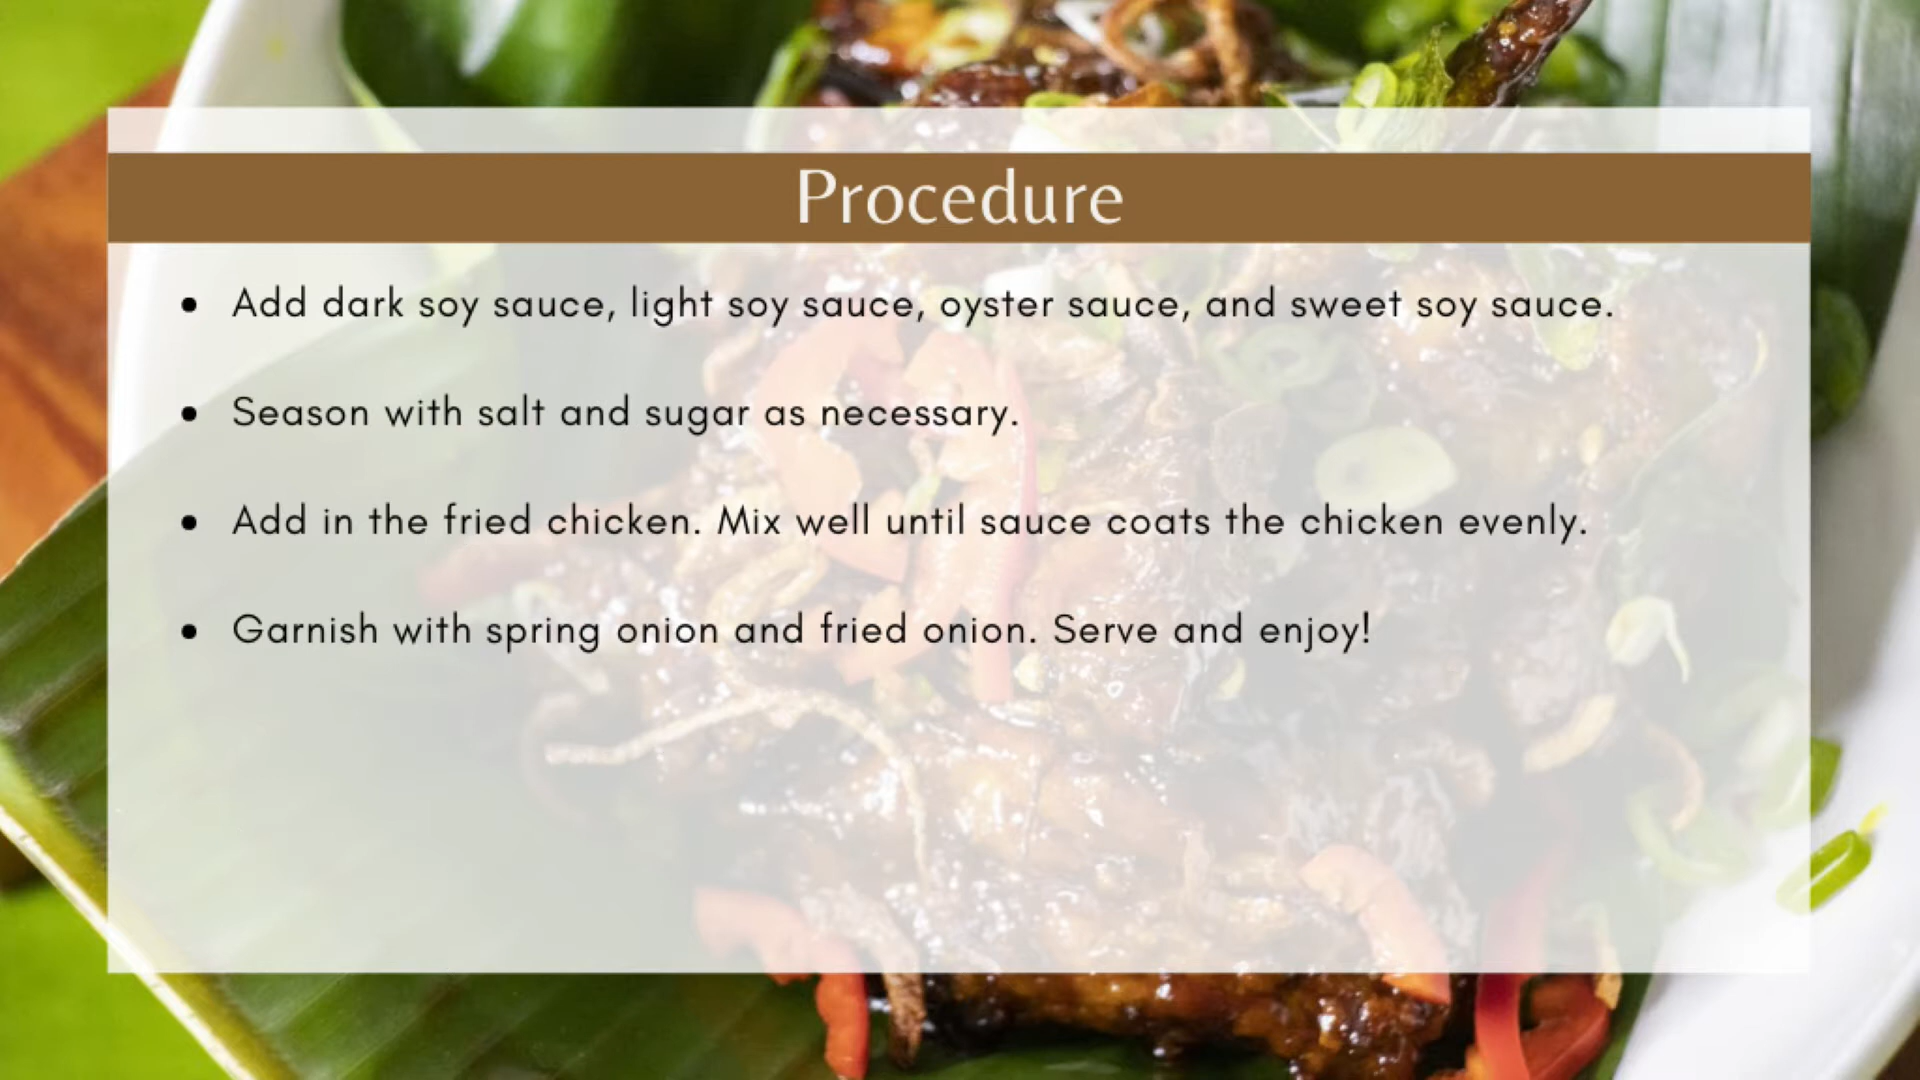 Procedure
• Add dark soy sauce, light soy sauce, oyster sauce, and sweet soy sauce.
• Season with salt and sugar as necessary.
• Add in the fried chicken. Mix well until sauce coats the chicken evenly.
• Garnish with spring onion and fried onion. Serve and enjoy!